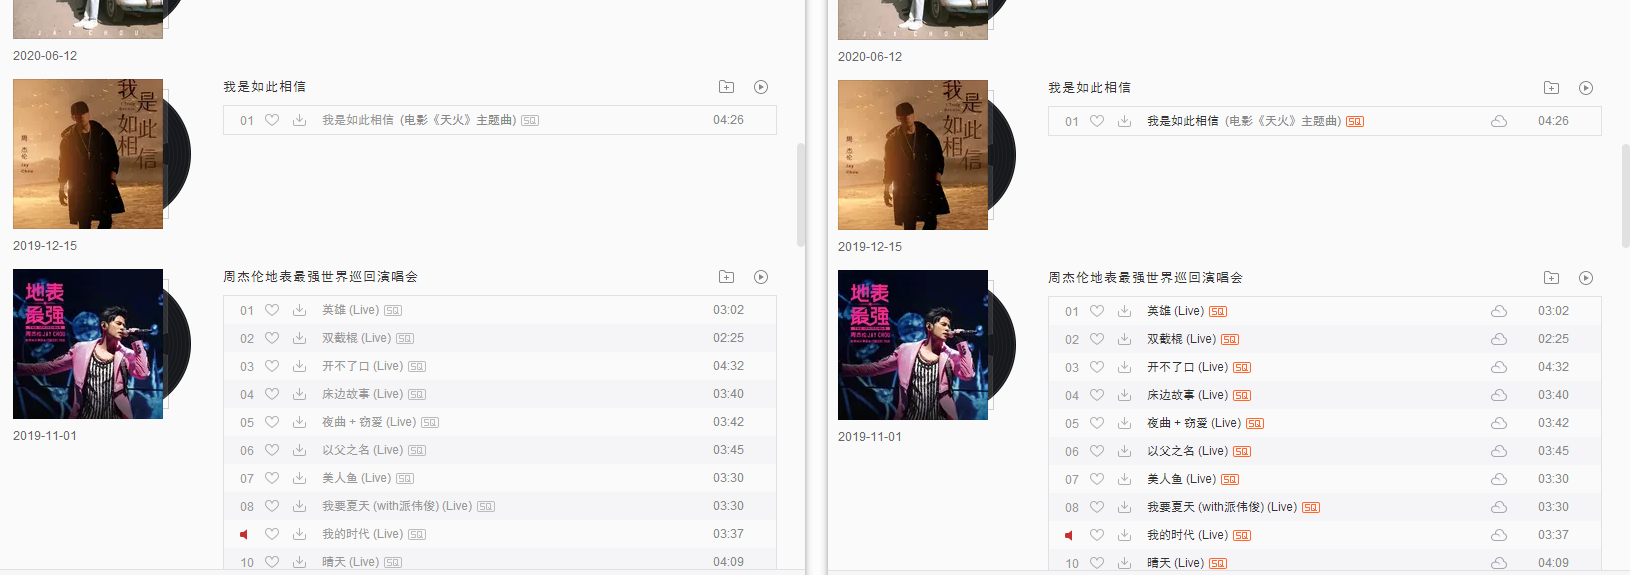 JAY CHOU
2020-06-12
我是如此相信
我是如此相信
周杰伦 Jay Chou
01 我是如此相信 (电影《天火》主题曲) SQ 04:26
2019-12-15
周杰伦地表最强世界巡回演唱会
地表最强
01 英雄 (Live) SQ 03:02
02 双截棍 (Live) SQ 02:25
03 开不了口 (Live) SQ 04:32
04 床边故事 (Live) SQ 03:40
05 夜曲 + 窃爱 (Live) SQ 03:42
06 以父之名 (Live) SQ 03:45
07 美人鱼 (Live) SQ 03:30
08 我要夏天 (with派伟俊) (Live) SQ 03:30
我的时代 (Live) SQ 03:37
10 晴天 (Live) SQ 04:09
2019-11-01
JAY CHOU
2020-06-12
我是如此相信
我是如此相信
周杰伦 Jay Chou
01 我是如此相信 (电影《天火》主题曲) SQ 04:26
2019-12-15
周杰伦地表最强世界巡回演唱会
地表最强
01 英雄 (Live) SQ 03:02
02 双截棍 (Live) SQ 02:25
03 开不了口 (Live) SQ 04:32
04 床边故事 (Live) SQ 03:40
05 夜曲 + 窃爱 (Live) SQ 03:42
06 以父之名 (Live) SQ 03:45
07 美人鱼 (Live) SQ 03:30
08 我要夏天 (with派伟俊) (Live) SQ 03:30
我的时代 (Live) SQ 03:37
10 晴天 (Live) SQ 04:09
2019-11-01